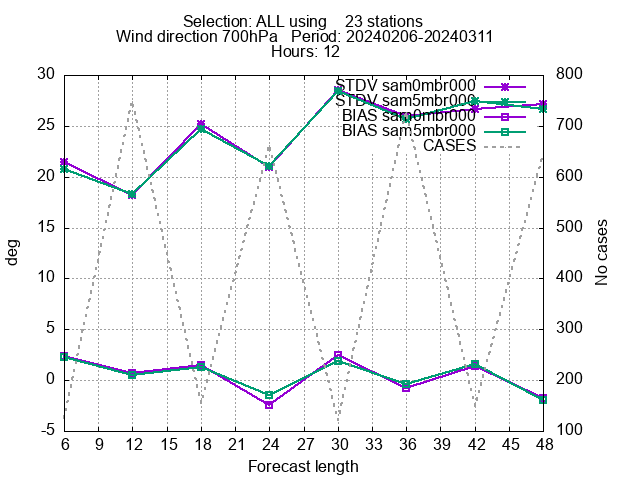 Selection: ALL using    23 stations
Wind direction 700hPa   Period: 20240206-20240311
Hours: 12
30
25
20
15
10
5
0
-5
deg
800
700
600
500
400
300
200
100
No cases
STDV sam0mbr000
STDV sam5mbr000
BIAS sam0mbr000
BIAS sam5mbr000
CASES
6 9 12 15 18 21 24 27 30 33 36 39 42 45 48
Forecast length